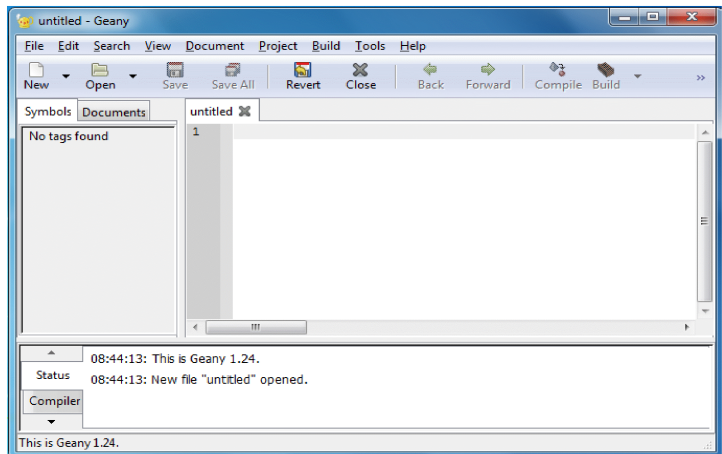 untitled - Geany
File Edit Search View Document Project Build Tools Help
New Open Save Save All Revert Close Back Forward Compile Build
Symbols Documents untitled
No tags found
1
Status
Compiler
08:44:13: This is Geany 1.24.
08:44:13: New file "untitled" opened.
This is Geany 1.24.